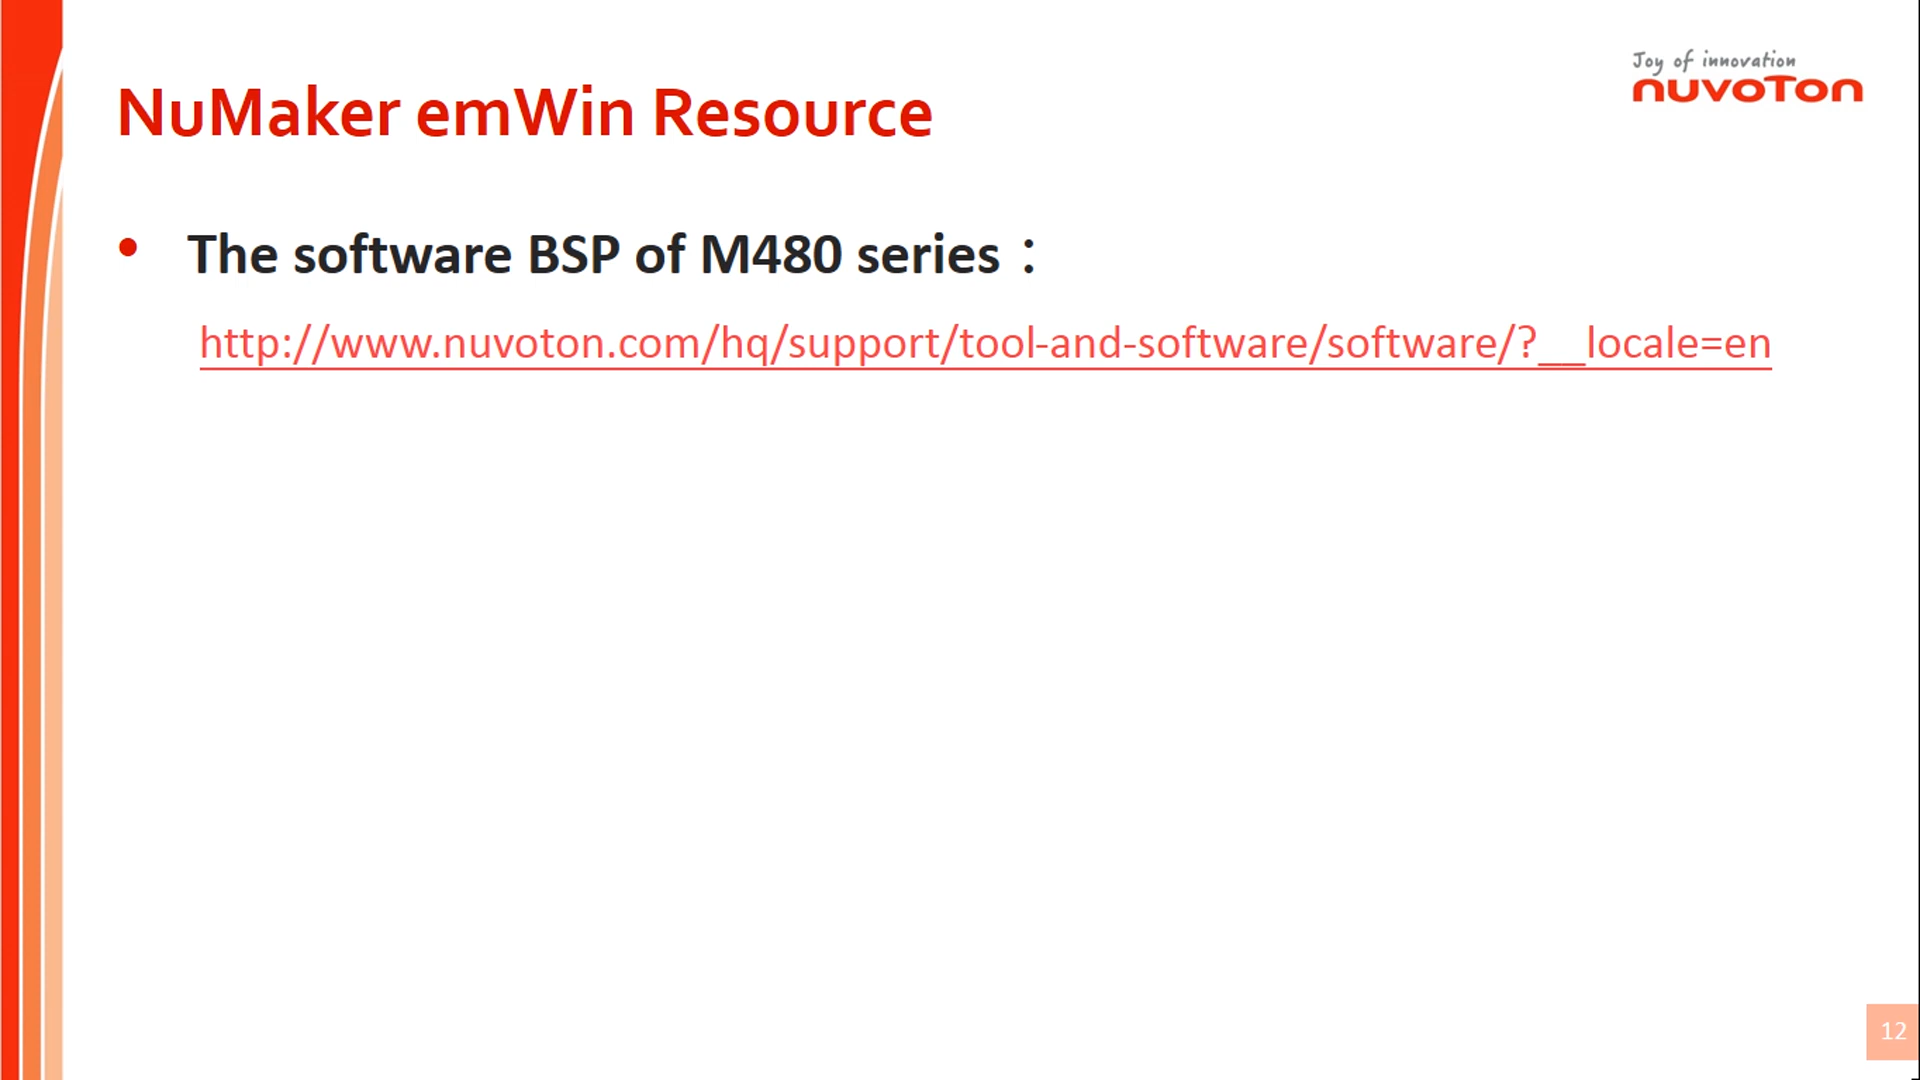 Joy of innovation
nuvoTon
NuMaker emWin Resource
• The software BSP of M480 series：
http://www.nuvoton.com/hq/support/tool-and-software/software/?__locale=en
12